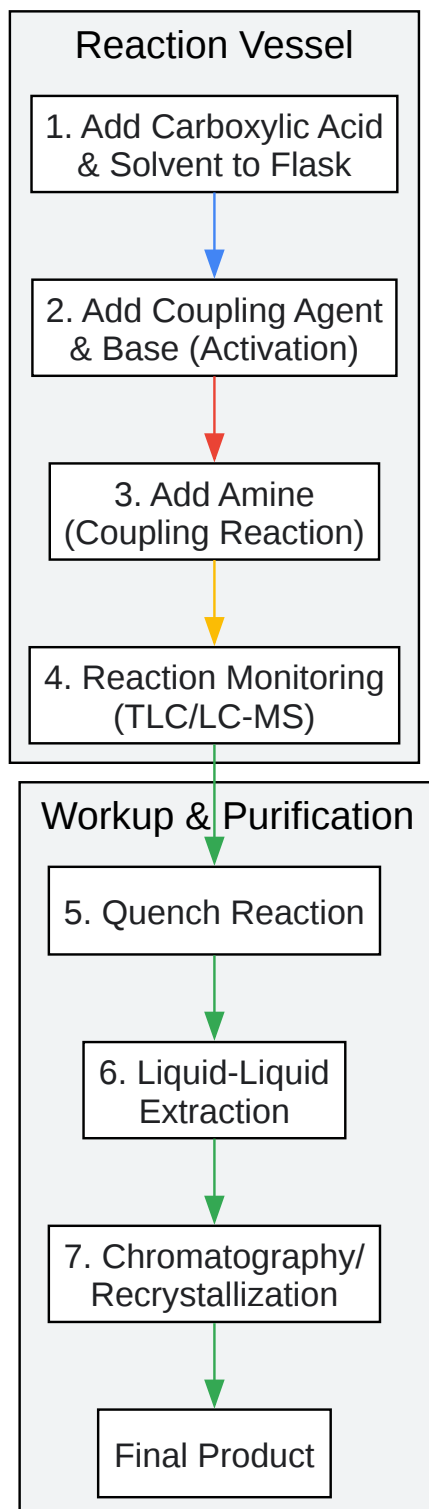 Reaction Vessel
1. Add Carboxylic Acid
& Solvent to Flask
2. Add Coupling Agent
& Base (Activation)
3. Add Amine
(Coupling Reaction)
4. Reaction Monitoring
(TLC/LC-MS)
Workup & Purification
5. Quench Reaction
6. Liquid-Liquid
Extraction
7. Chromatography/
Recrystallization
Final Product